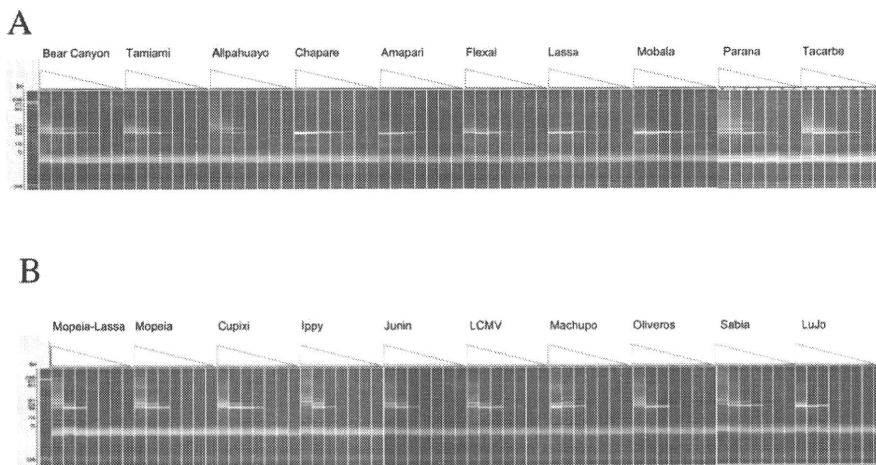 A
Bear Canyon Tamiami Allpahuayo Chapare Amapari Flexal Lassa Mobala Parana Tacarbe
B
Mopeia-Lassa Mopeia Cupixi Ippy Junin LCMV Machupo Oliveros Sabia LuJo